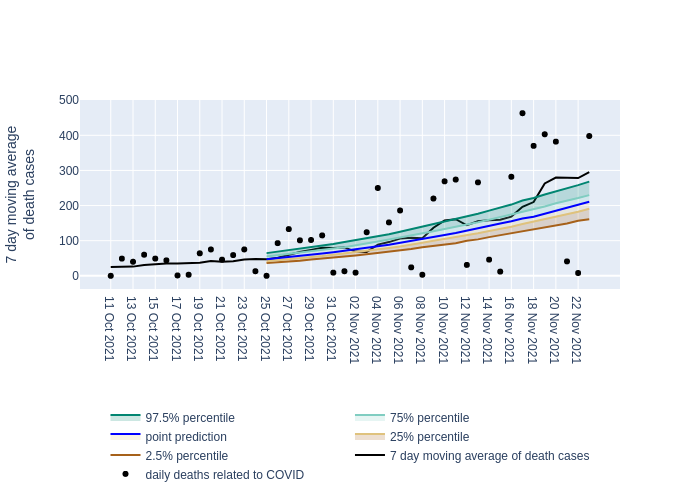 500
400
300
200
100
0
7 day moving average
of death cases
11 Oct 2021
13 Oct 2021
15 Oct 2021
17 Oct 2021
19 Oct 2021
21 Oct 2021
23 Oct 2021
25 Oct 2021
27 Oct 2021
29 Oct 2021
31 Oct 2021
02 Nov 2021
04 Nov 2021
06 Nov 2021
08 Nov 2021
10 Nov 2021
12 Nov 2021
14 Nov 2021
16 Nov 2021
18 Nov 2021
20 Nov 2021
22 Nov 2021
97.5% percentile
75% percentile
point prediction
25% percentile
2.5% percentile
7 day moving average of death cases
daily deaths related to COVID